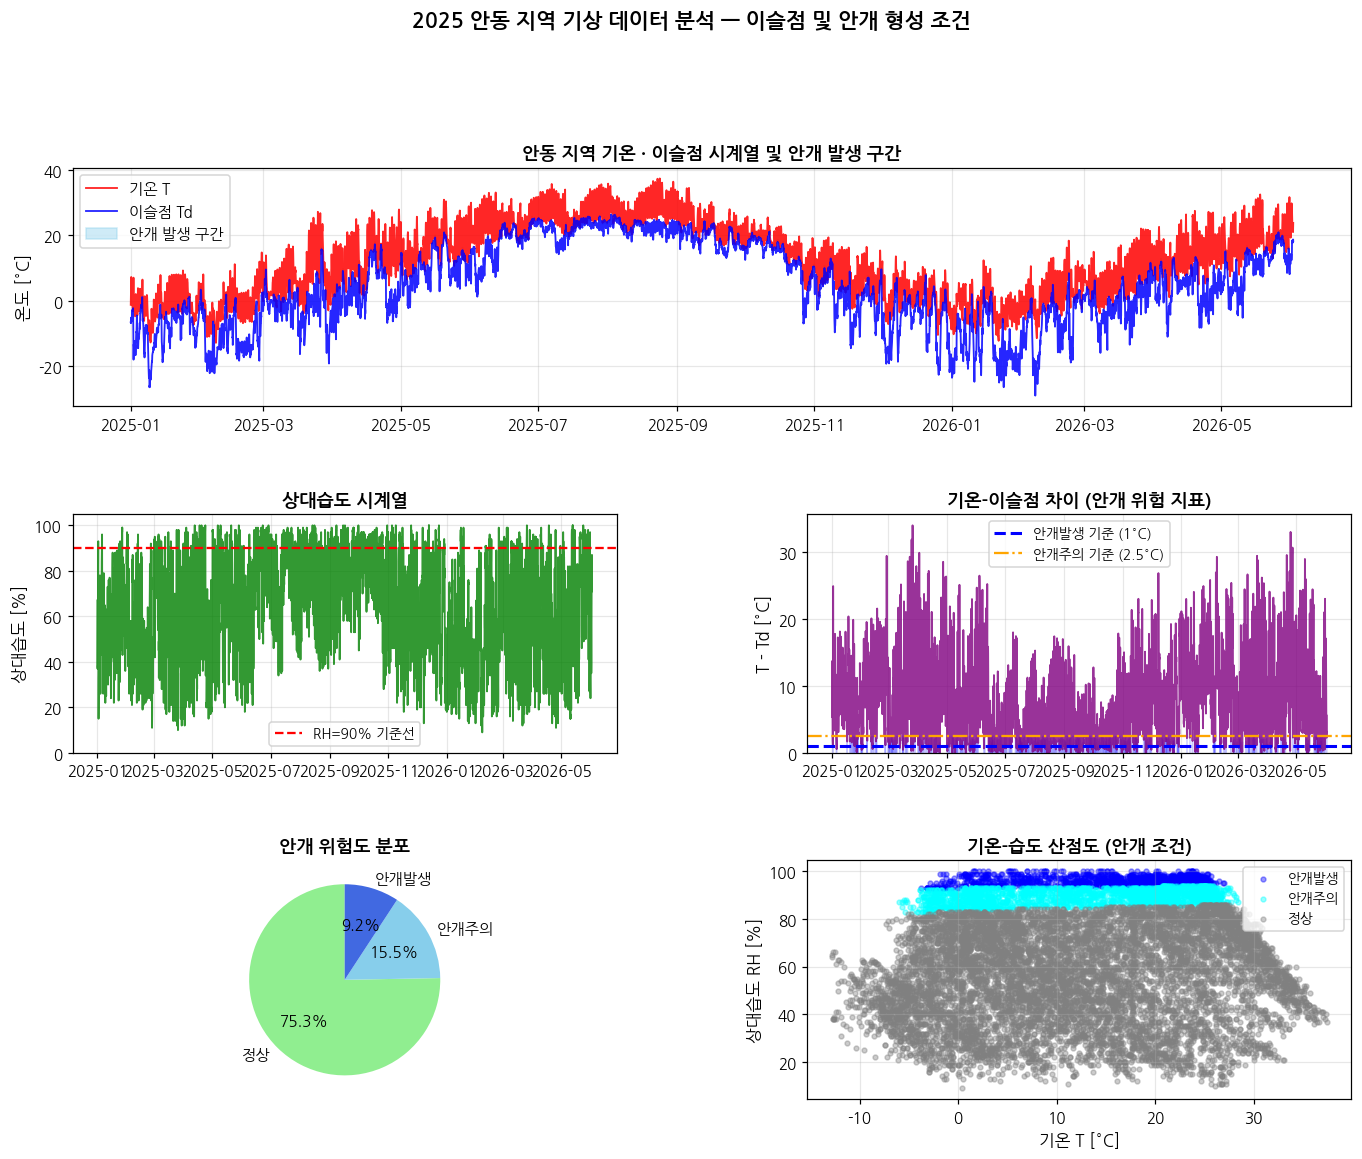 2025 안동 지역 기상 데이터 분석 — 이슬점 및 안개 형성 조건
안동 지역 기온 · 이슬점 시계열 및 안개 발생 구간
온도 [°C]
40
20
0
-20
기온 T
이슬점 Td
안개 발생 구간
2025-01 2025-03 2025-05 2025-07 2025-09 2025-11 2026-01 2026-03 2026-05
상대습도 시계열
상대습도 [%]
100
80
60
40
20
0
RH=90% 기준선
2025-01 2025-03 2025-05 2025-07 2025-09 2025-11 2026-01 2026-03 2026-05
기온-이슬점 차이 (안개 위험 지표)
T - Td [°C]
30
20
10
0
안개발생 기준 (1°C)
안개주의 기준 (2.5°C)
2025-01 2025-03 2025-05 2025-07 2025-09 2025-11 2026-01 2026-03 2026-05
안개 위험도 분포
안개발생
9.2%
안개주의
15.5%
75.3%
정상
기온-습도 산점도 (안개 조건)
상대습도 RH [%]
100
80
60
40
20
안개발생
안개주의
정상
-10 0 10 20 30
기온 T [°C]